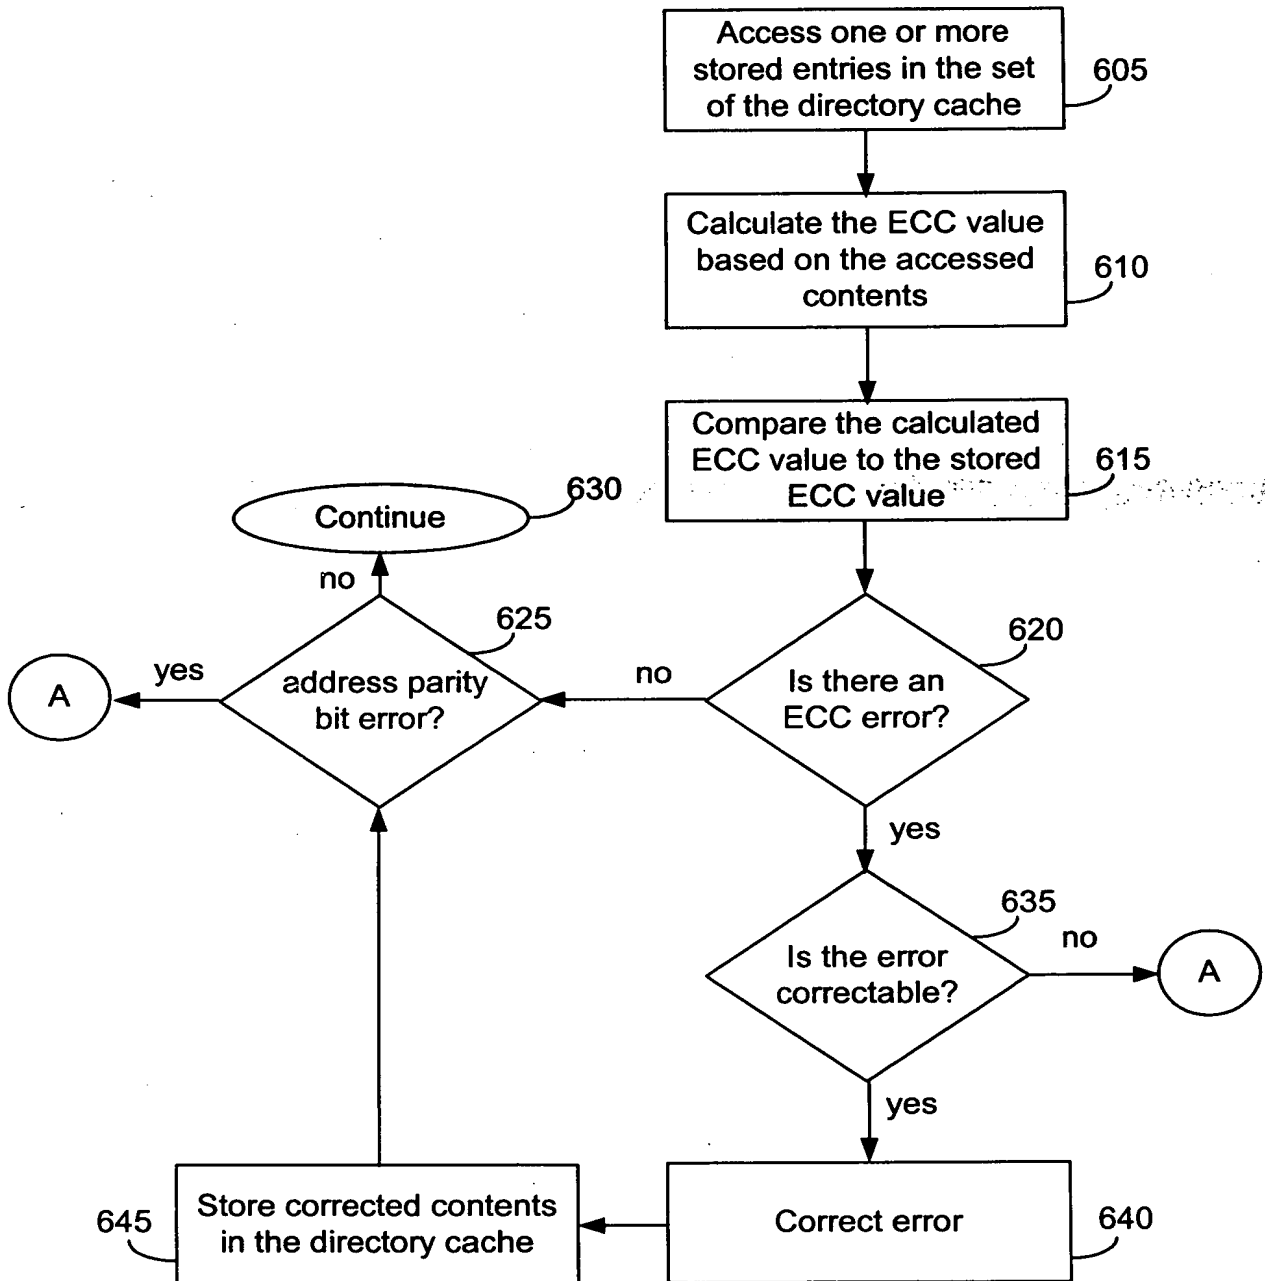 Access one or more
stored entries in the set
of the directory cache
605
Calculate the ECC value
based on the accessed
contents
610
Compare the calculated
ECC value to the stored
ECC value
615
Continue
630
no
625
address parity
bit error?
yes
A
no
620
Is there an
ECC error?
yes
635
Is the error
correctable?
no
A
yes
Correct error
640
Store corrected contents
in the directory cache
645